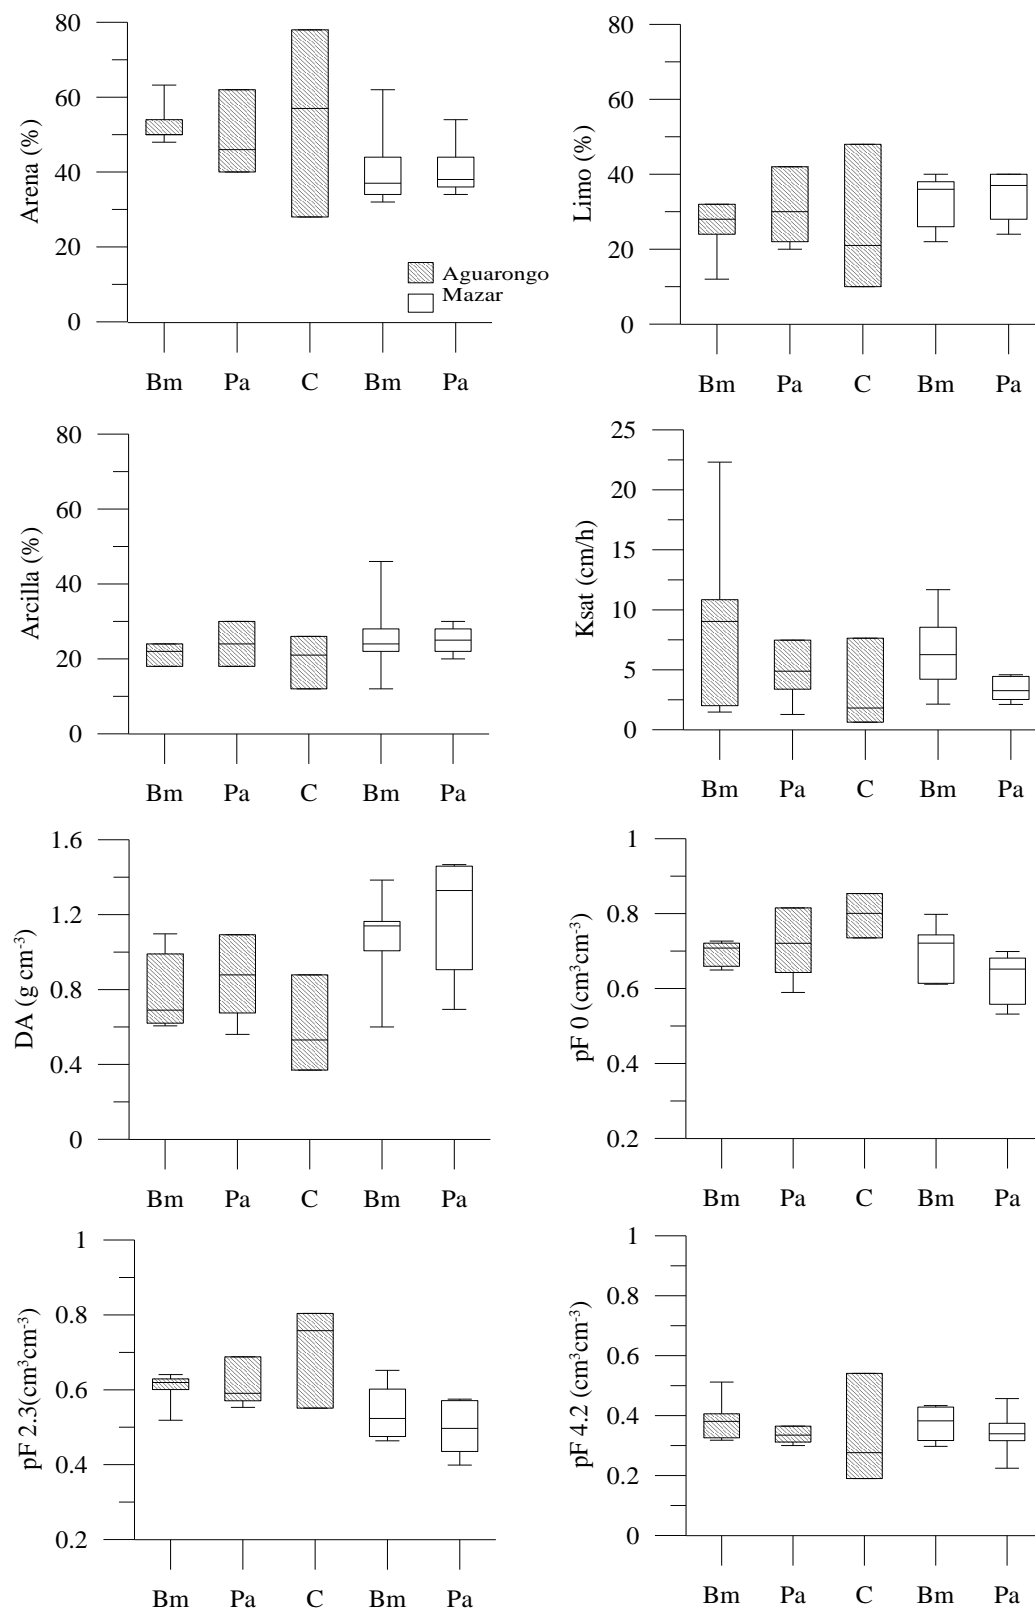 80
60
40
20
0
Arena (%)
Aguarongo
Mazar
Bm Pa C Bm Pa
80
60
40
20
0
Limo (%)
Bm Pa C Bm Pa
80
60
40
20
0
Arcilla (%)
Bm Pa C Bm Pa
25
20
15
10
5
0
Ksat (cm/h)
Bm Pa C Bm Pa
1.6
1.2
0.8
0.4
0
DA (g cm⁻³)
Bm Pa C Bm Pa
1
0.8
0.6
0.4
0.2
pF 0 (cm³cm⁻³)
Bm Pa C Bm Pa
1
0.8
0.6
0.4
0.2
pF 2.3(cm³cm⁻³)
Bm Pa C Bm Pa
1
0.8
0.6
0.4
0.2
0
pF 4.2 (cm³cm⁻³)
Bm Pa C Bm Pa